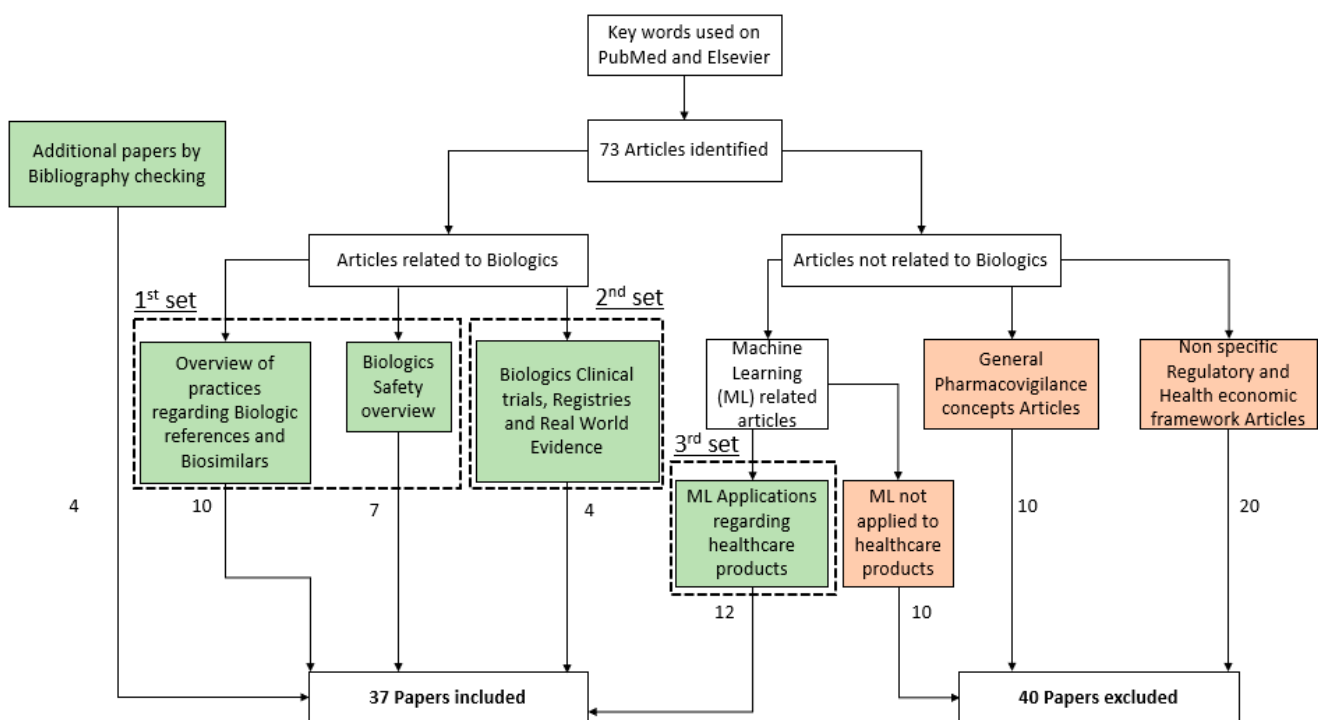 Key words used on
PubMed and Elsevier
73 Articles identified
Additional papers by
Bibliography checking
Articles related to Biologics
Articles not related to Biologics
1st set
2nd set
Overview of
practices
regarding Biologic
references and
Biosimilars
Biologics
Safety
overview
Biologics Clinical
trials, Registries
and Real World
Evidence
Machine
Learning
(ML) related
articles
General
Pharmacovigilance
concepts Articles
Non specific
Regulatory and
Health economic
framework Articles
3rd set
ML Applications
regarding
healthcare
products
ML not
applied to
healthcare
products
4
10
7
4
10
20
12
10
37 Papers included
40 Papers excluded